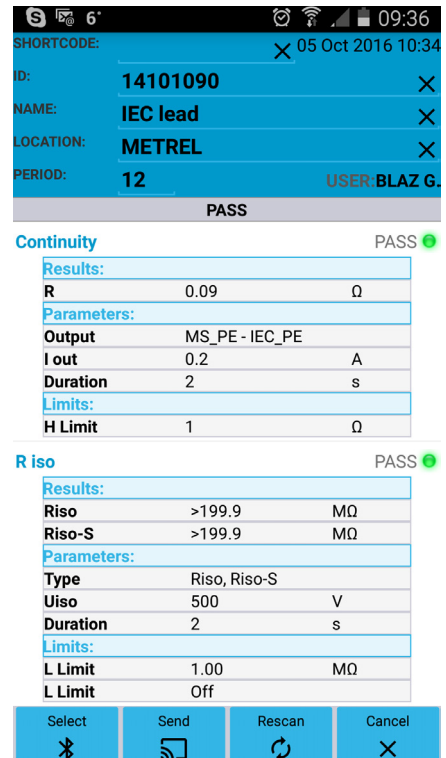 6° 09:36
SHORTCODE: 05 Oct 2016 10:34
ID: 14101090
NAME: IEC lead
LOCATION: METREL
PERIOD: 12 USER:BLAZ G.
PASS
Continuity PASS
Results:
R 0.09 Ω
Parameters:
Output MS_PE - IEC_PE
I out 0.2 A
Duration 2 s
Limits:
H Limit 1 Ω
R iso PASS
Results:
Riso >199.9 MΩ
Riso-S >199.9 MΩ
Parameters:
Type Riso, Riso-S
Uiso 500 V
Duration 2 s
Limits:
L Limit 1.00 MΩ
L Limit Off
Select Send Rescan Cancel